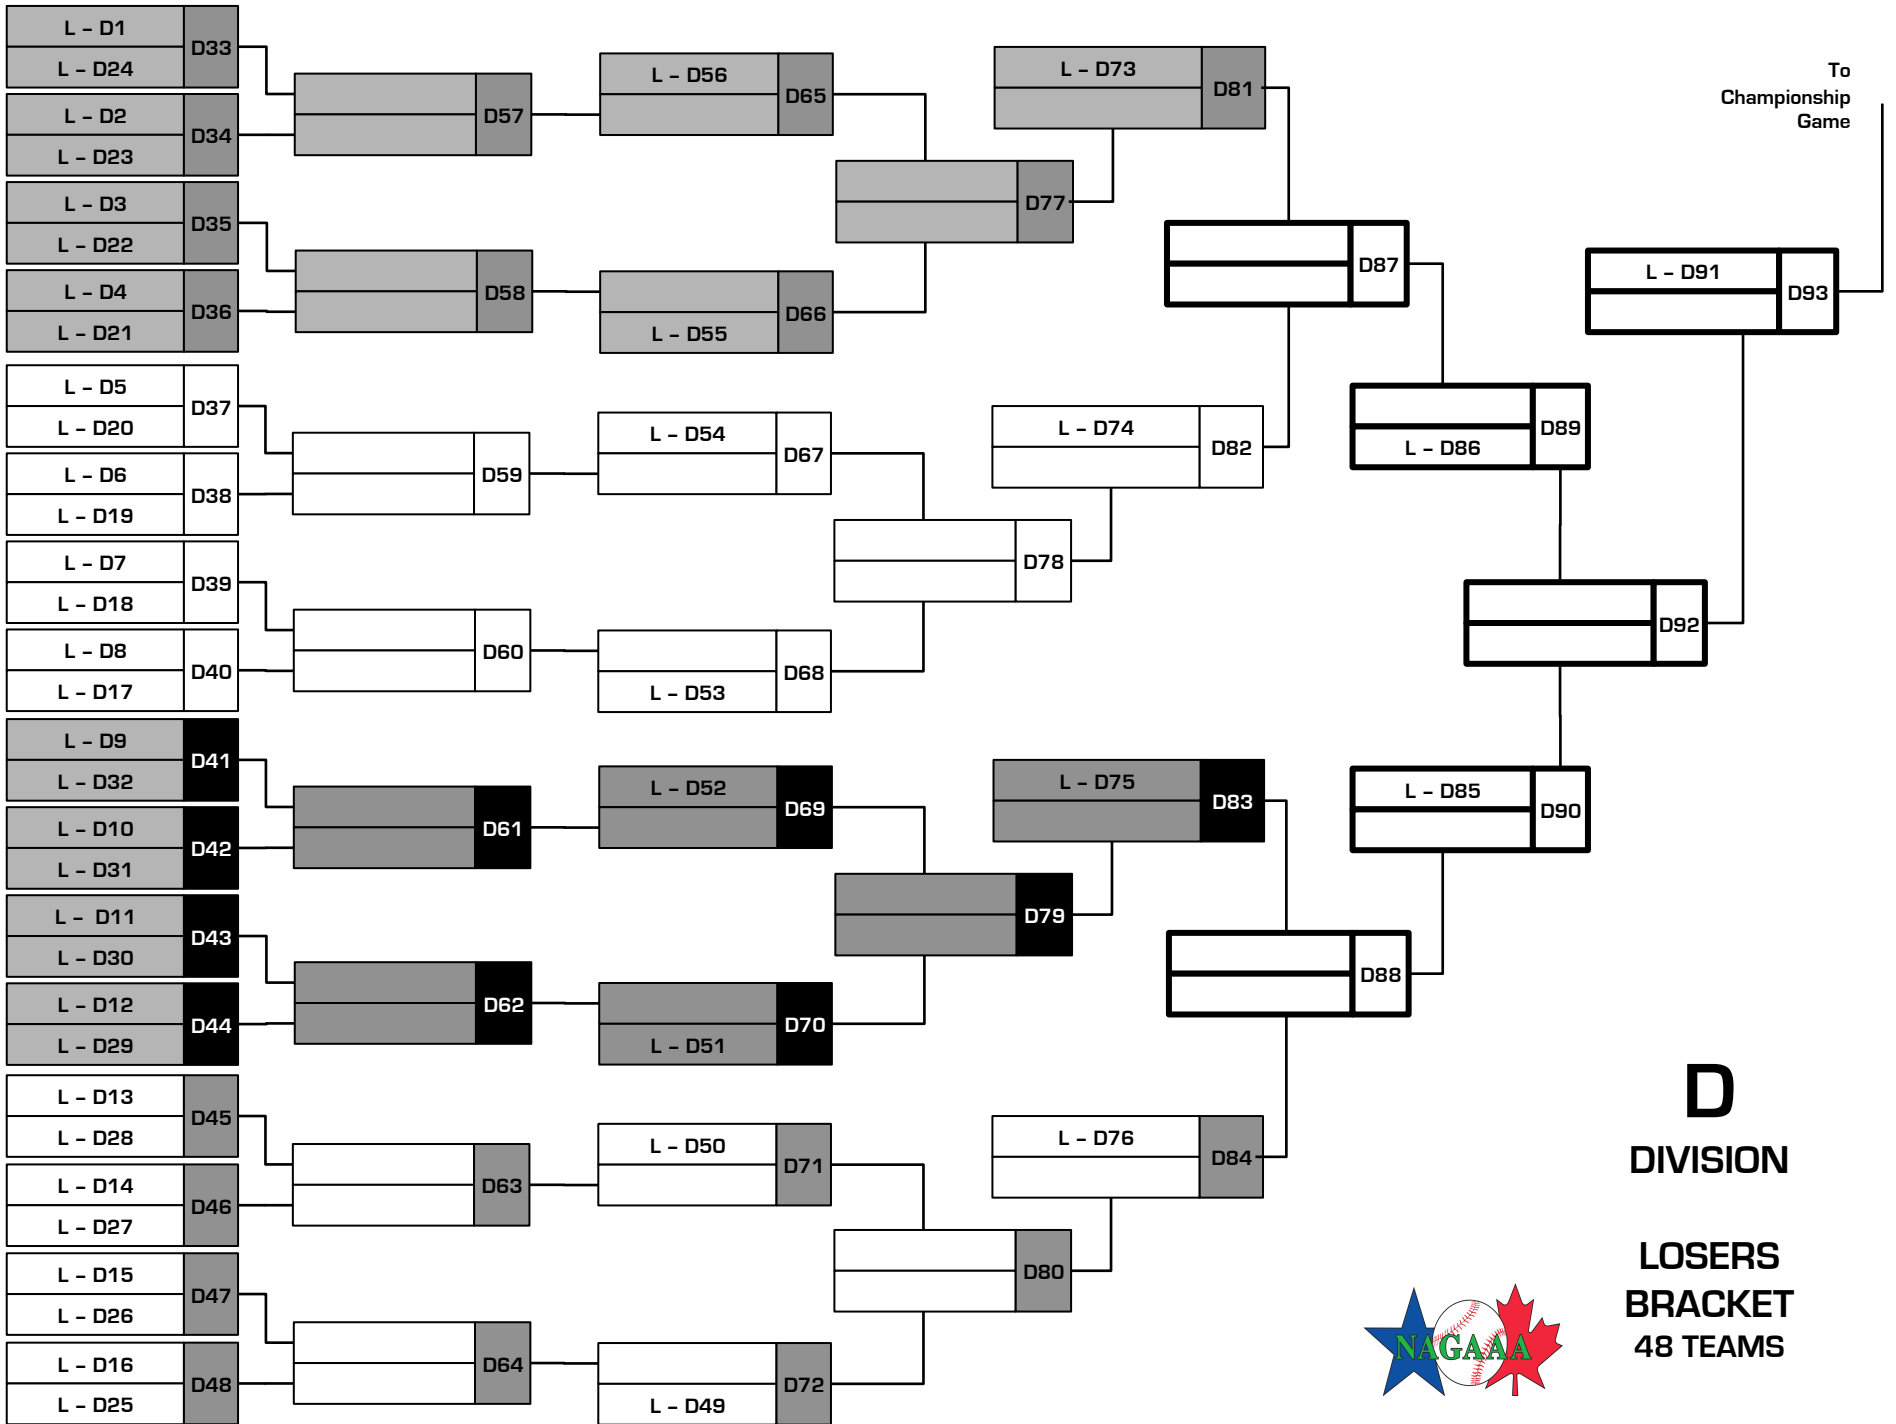 L – D1
D33
L – D24
L – D2
D34
L – D23
L – D3
D35
L – D22
L – D4
D36
L – D21
L – D5
D37
L – D20
L – D6
D38
L – D19
L – D7
D39
L – D18
L – D8
D40
L – D17
L – D9
D41
L – D32
L – D10
D42
L – D31
L – D11
D43
L – D30
L – D12
D44
L – D29
L – D13
D45
L – D28
L – D14
D46
L – D27
L – D15
D47
L – D26
L – D16
D48
L – D25
D57
D58
D59
D60
D61
D62
D63
D64
L – D56
D65
D66
L – D55
L – D54
D67
D68
L – D53
L – D52
D69
D70
L – D51
L – D50
D71
D72
L – D49
D77
D78
D79
D80
L – D73
D81
L – D74
D82
L – D75
D83
L – D76
D84
D87
D88
D89
L – D86
L – D85
D90
D92
L – D91
D93
To
Championship
Game
D
DIVISION
LOSERS
BRACKET
48 TEAMS
NAGAAA